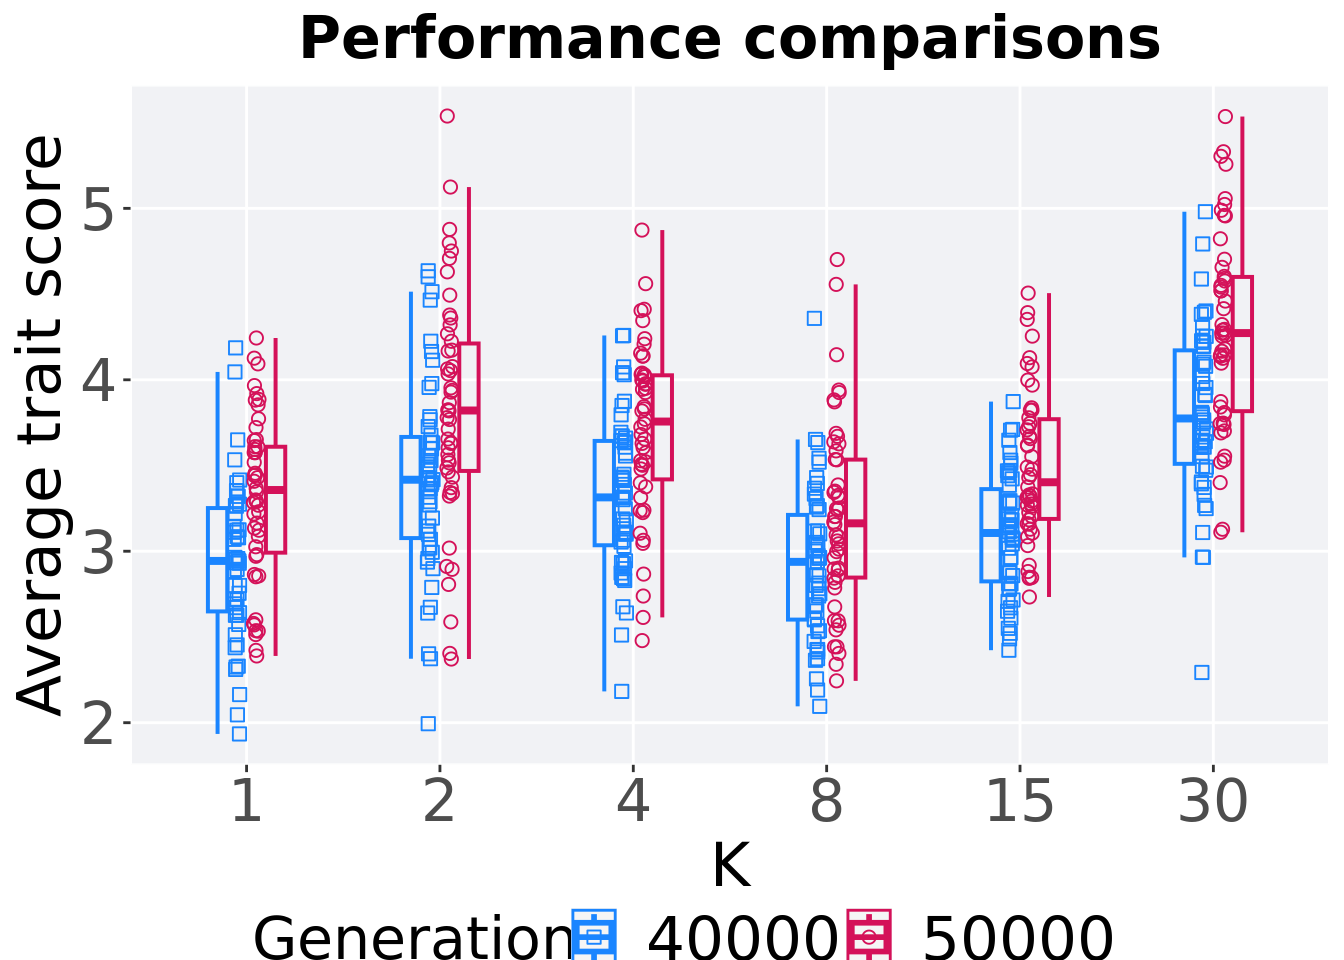 Performance comparisons
Average trait score
5
4
3
2
1 2 4 8 15 30
K
Generation 40000 50000